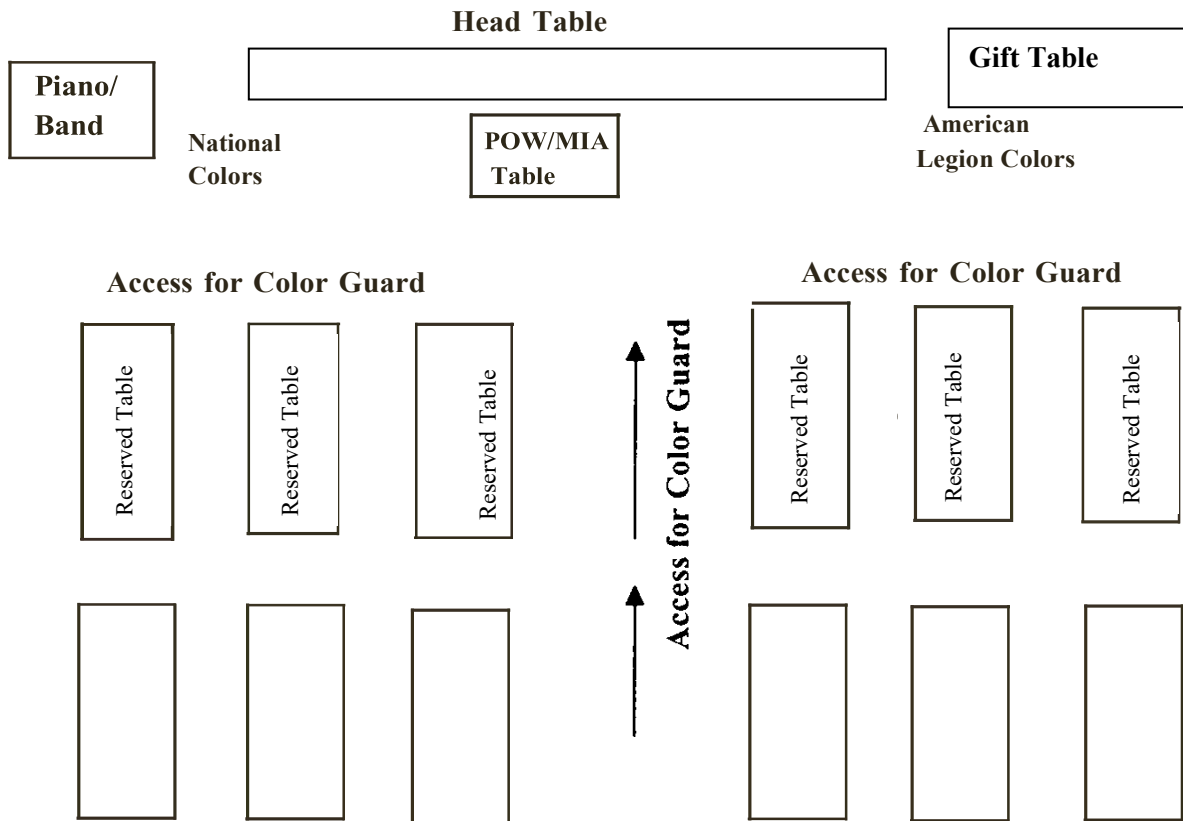 Head Table
Gift Table
Piano/
Band
National
Colors
POW/MIA
Table
American
Legion Colors
Access for Color Guard
Access for Color Guard
Reserved Table
Reserved Table
Reserved Table
Access for Color Guard
Reserved Table
Reserved Table
Reserved Table